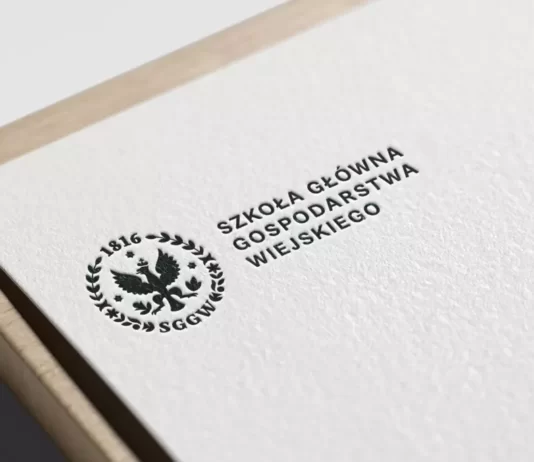 1816
SGGW
SZKOŁA GŁÓWNA
GOSPODARSTWA
WIEJSKIEGO